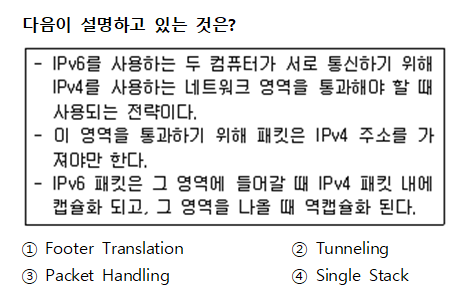 다음이 설명하고 있는 것은?
- IPv6를 사용하는 두 컴퓨터가 서로 통신하기 위해
IPv4를 사용하는 네트워크 영역을 통과해야 할 때
사용되는 전략이다.
- 이 영역을 통과하기 위해 패킷은 IPv4 주소를 가
져야만 한다.
- IPv6 패킷은 그 영역에 들어갈 때 IPv4 패킷 내에
캡슐화 되고, 그 영역을 나올 때 역캡슐화 된다.
① Footer Translation ② Tunneling
③ Packet Handling ④ Single Stack